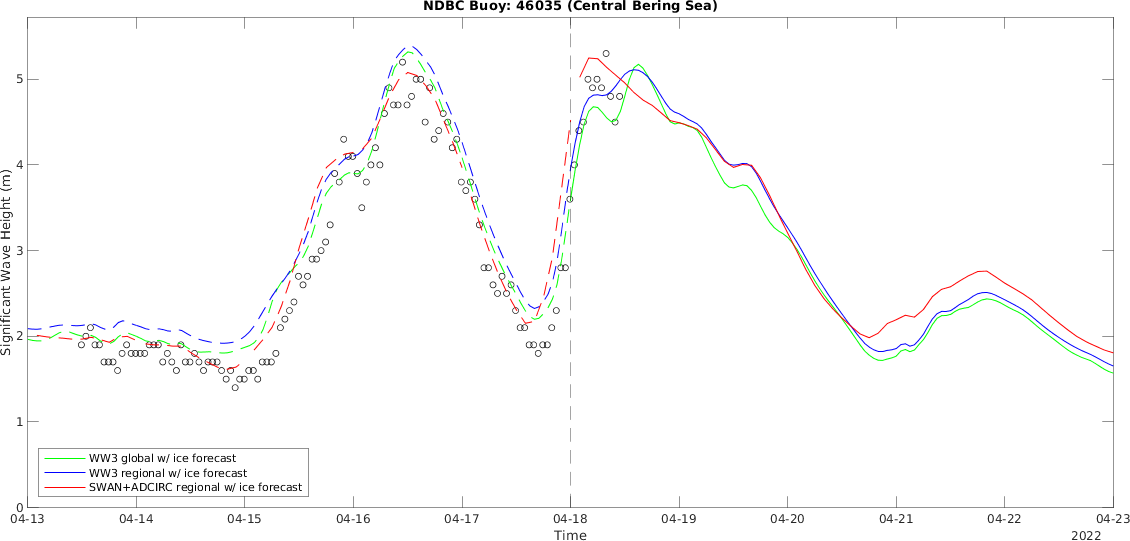 NDBC Buoy: 46035 (Central Bering Sea)
Significant Wave Height (m)
5
4
3
2
1
0
WW3 global w/ ice forecast
WW3 regional w/ ice forecast
SWAN+ADCIRC regional w/ ice forecast
04-13 04-14 04-15 04-16 04-17 04-18 04-19 04-20 04-21 04-22 04-23
Time
2022